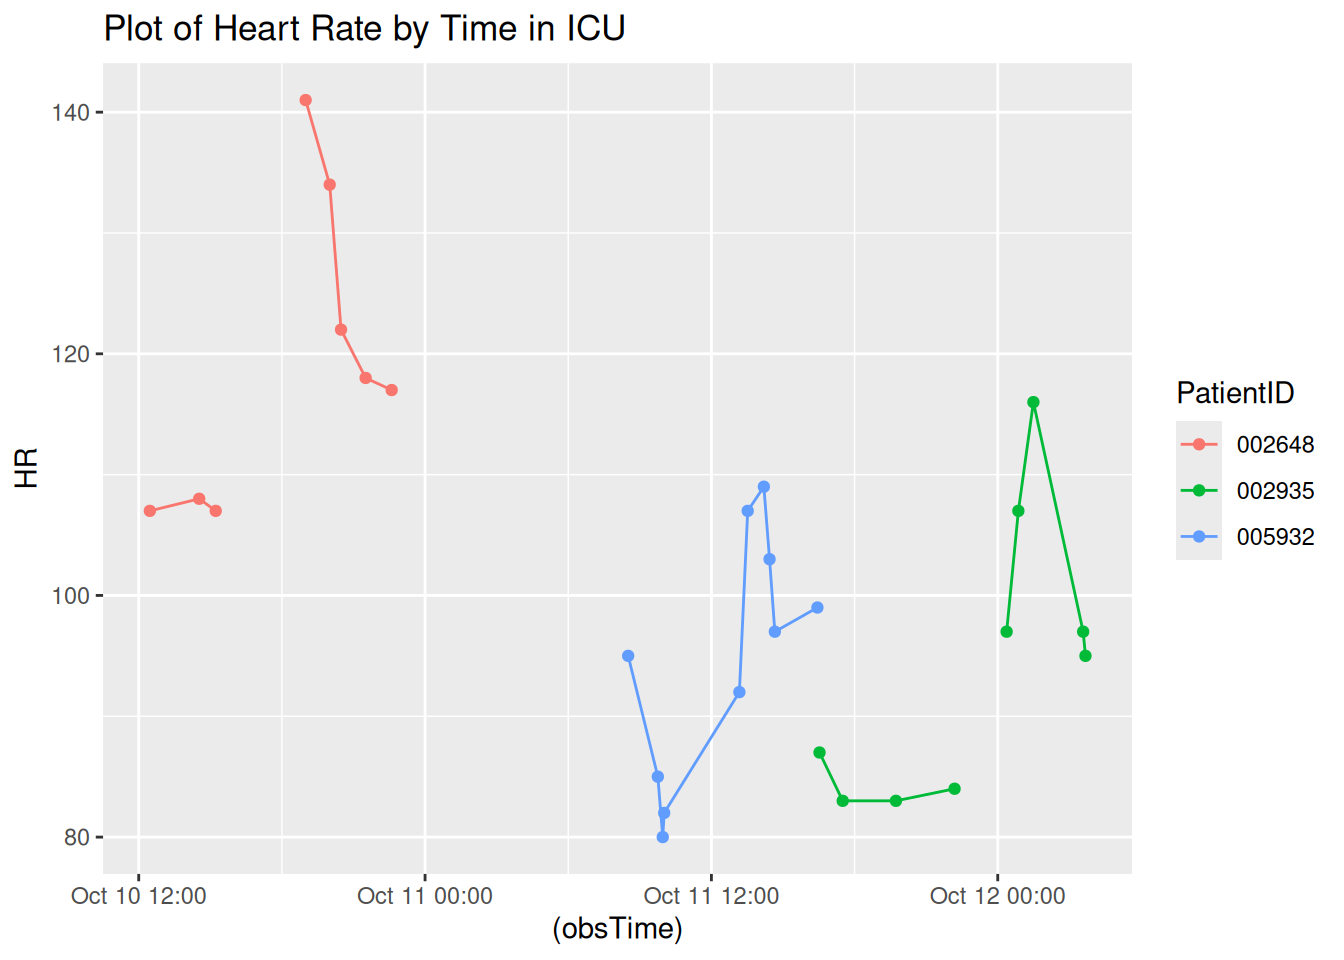 Plot of Heart Rate by Time in ICU
140
120
100
80
HR
Oct 10 12:00
Oct 11 00:00
Oct 11 12:00
Oct 12 00:00
(obsTime)
PatientID
002648
002935
005932